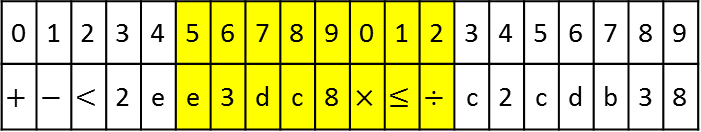 0 1 2 3 4 5 6 7 8 9 0 1 2 3 4 5 6 7 8 9
+ − < 2 e e 3 d c 8 × ≤ ÷ c 2 c d b 3 8